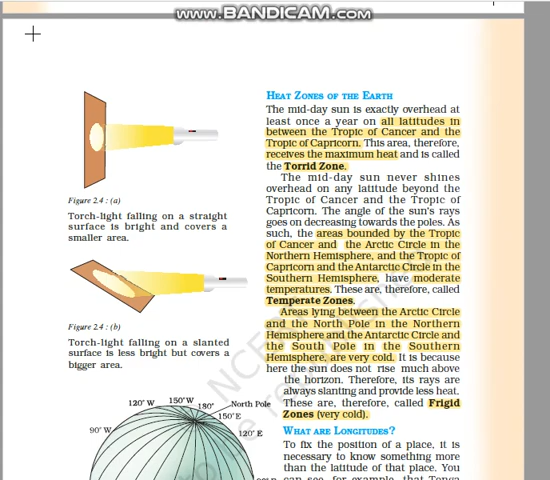 www.BANDICAM.com
Figure 2.4 : (a)
Torch-light falling on a straight
surface is bright and covers a
smaller area.
Figure 2.4 : (b)
Torch-light falling on a slanted
surface is less bright but covers a
bigger area.
120° W
150° W
180°
North Pole
150° E
120° E
90° W
HEAT ZONES OF THE EARTH
The mid-day sun is exactly overhead at
least once a year on all latitudes in
between the Tropic of Cancer and the
Tropic of Capricorn. This area, therefore,
receives the maximum heat and is called
the Torrid Zone.
The mid-day sun never shines
overhead on any latitude beyond the
Tropic of Cancer and the Tropic of
Capricorn. The angle of the sun's rays
goes on decreasing towards the poles. As
such, the areas bounded by the Tropic
of Cancer and the Arctic Circle in the
Northern Hemisphere, and the Tropic of
Capricorn and the Antarctic Circle in the
Southern Hemisphere, have moderate
temperatures. These are, therefore, called
Temperate Zones.
Areas lying between the Arctic Circle
and the North Pole in the Northern
Hemisphere and the Antarctic Circle and
the South Pole in the Southern
Hemisphere, are very cold. It is because
here the sun does not rise much above
the horizon. Therefore, its rays are
always slanting and provide less heat.
These are, therefore, called Frigid
Zones (very cold).
WHAT ARE LONGITUDES?
To fix the position of a place, it is
necessary to know something more
than the latitude of that place. You
can see, for example, that Tonga